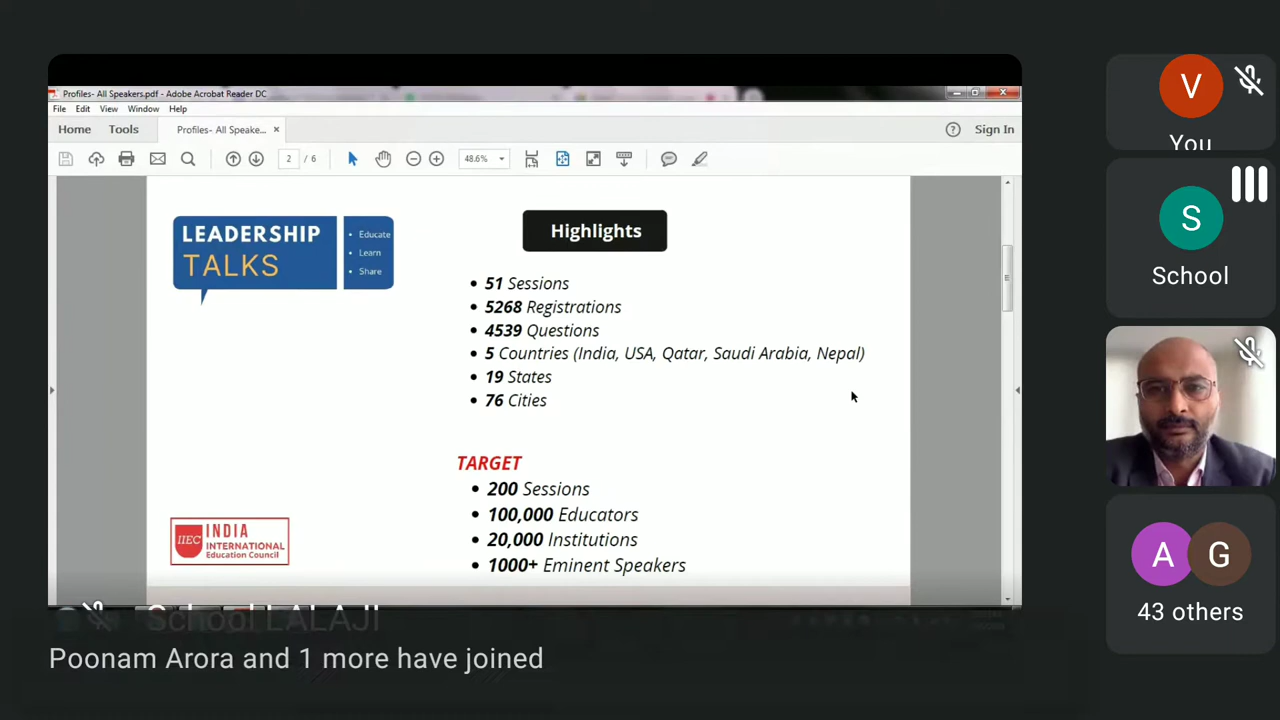 Profiles- All Speakers.pdf - Adobe Acrobat Reader DC
File Edit View Window Help
Home Tools Profiles- All Speake... × ? Sign In
2 / 6 48.6%
LEADERSHIP
TALKS
• Educate
• Learn
• Share
Highlights
• 51 Sessions
• 5268 Registrations
• 4539 Questions
• 5 Countries (India, USA, Qatar, Saudi Arabia, Nepal)
• 19 States
• 76 Cities
TARGET
• 200 Sessions
• 100,000 Educators
• 20,000 Institutions
• 1000+ Eminent Speakers
IIEC
INDIA
INTERNATIONAL
Education Council
School LALAJI
Poonam Arora and 1 more have joined
V
You
S
School
A G
43 others